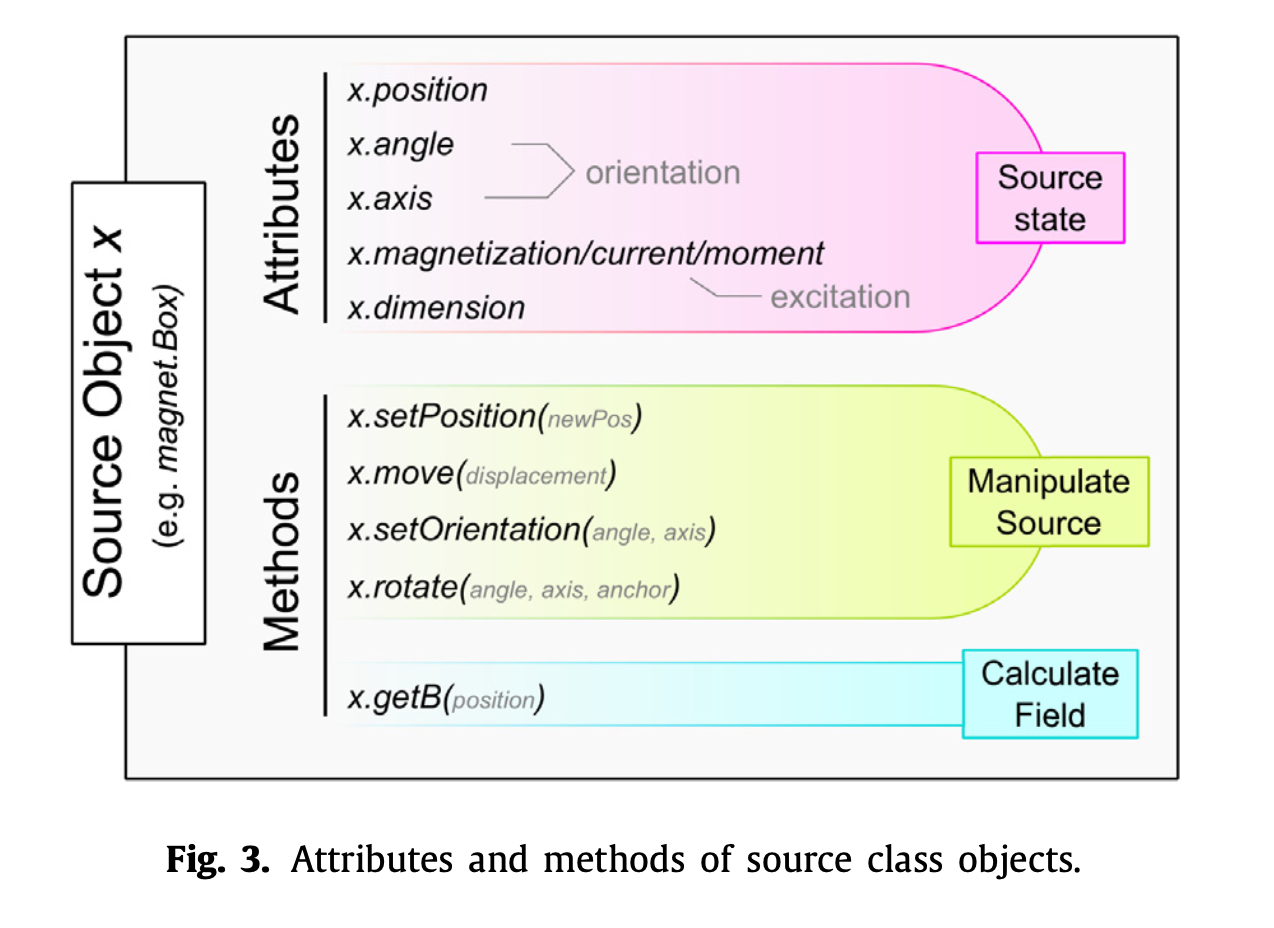 Source Object x
(e.g. magnet.Box)
Attributes
x.position
x.angle
x.axis
orientation
x.magnetization/current/moment
excitation
x.dimension
Source
state
Methods
x.setPosition(newPos)
x.move(displacement)
x.setOrientation(angle, axis)
x.rotate(angle, axis, anchor)
Manipulate
Source
x.getB(position)
Calculate
Field
Fig. 3. Attributes and methods of source class objects.